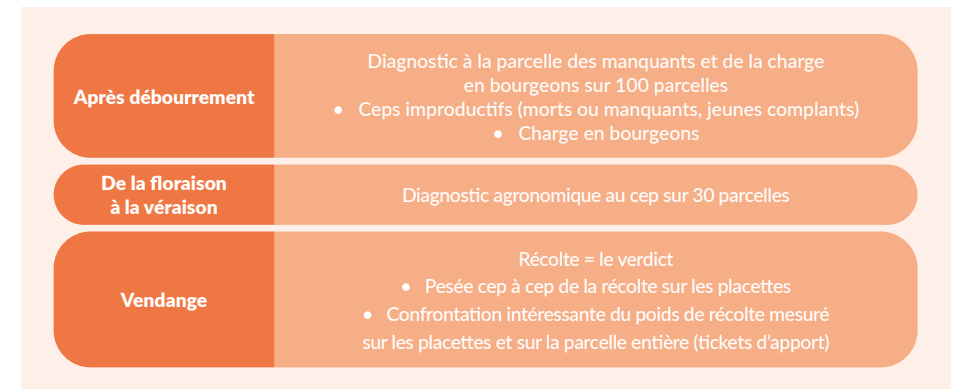 Après débourrement
Diagnostic à la parcelle des manquants et de la charge
en bourgeons sur 100 parcelles
• Ceps improductifs (morts ou manquants, jeunes complants)
• Charge en bourgeons
De la floraison
à la véraison
Diagnostic agronomique au cep sur 30 parcelles
Vendange
Récolte = le verdict
• Pesée cep à cep de la récolte sur les placettes
• Confrontation intéressante du poids de récolte mesuré
sur les placettes et sur la parcelle entière (tickets d'apport)